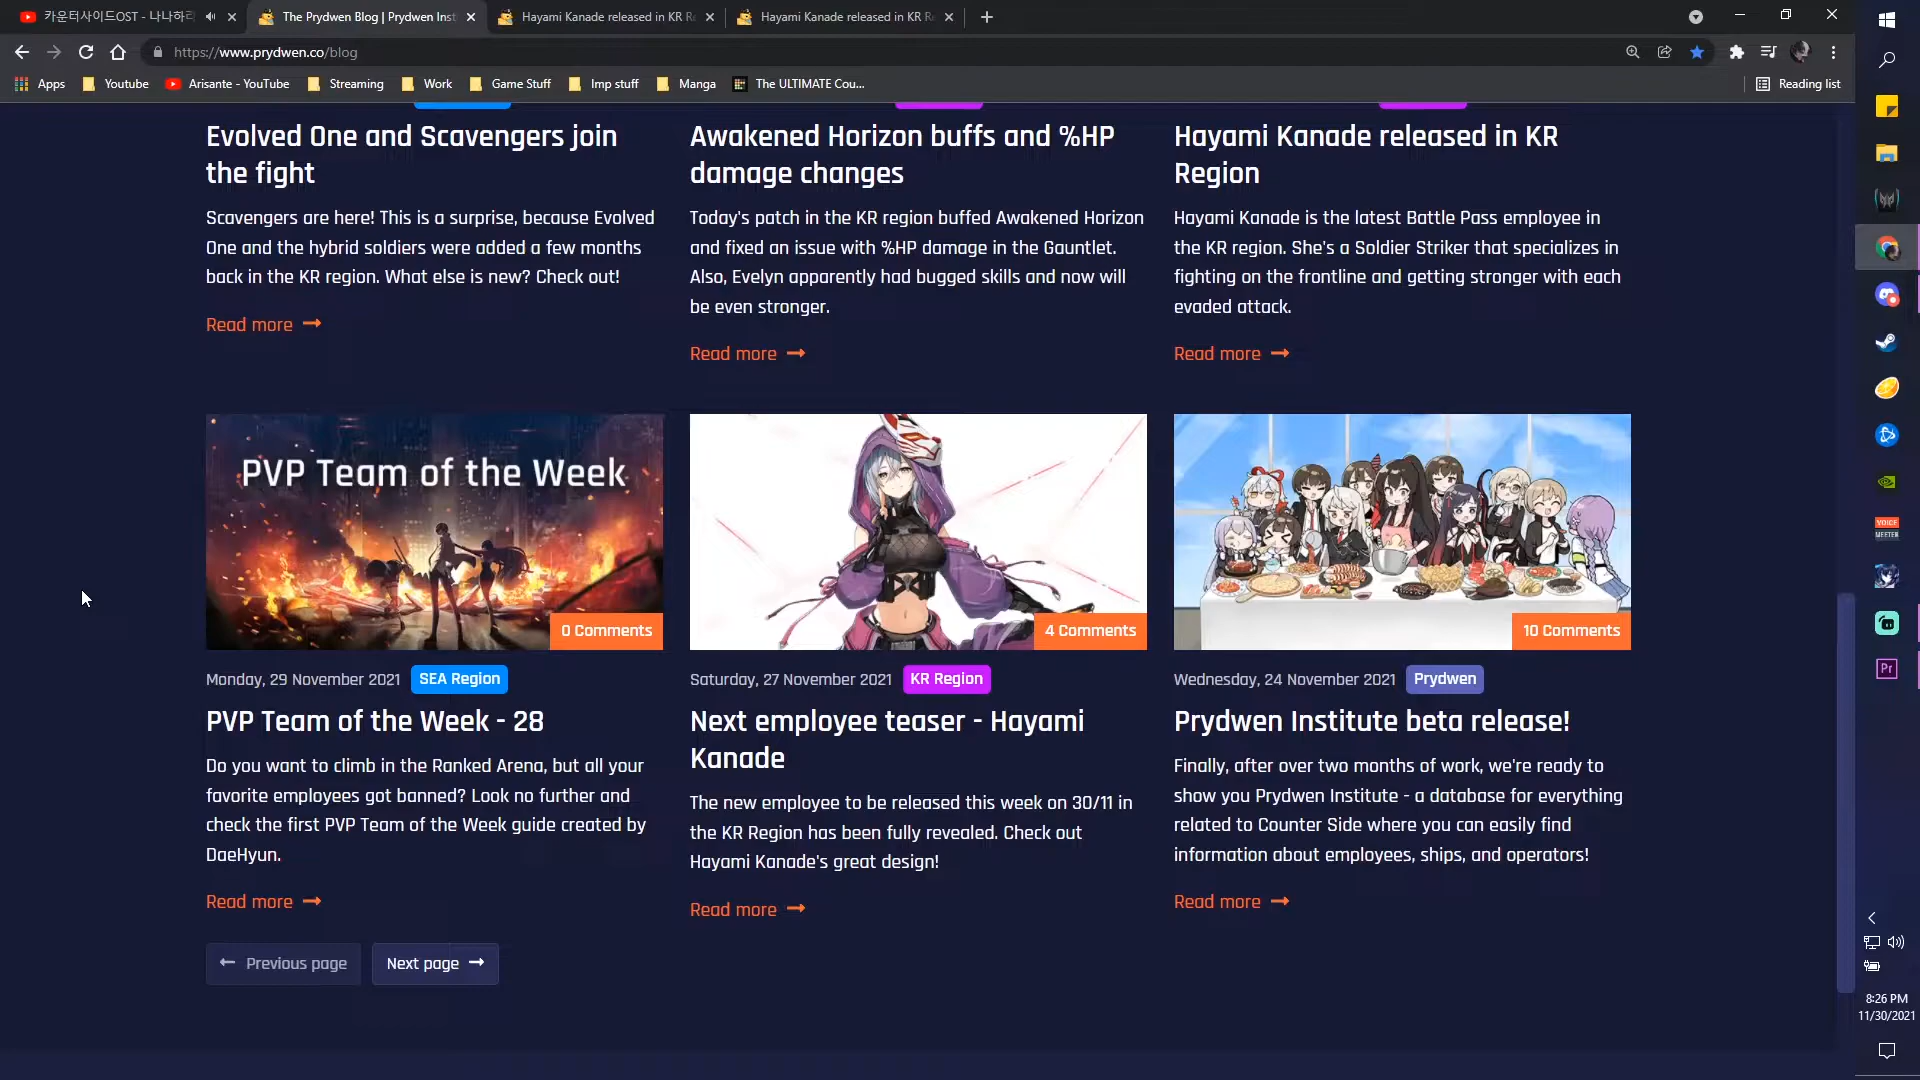 카운터사이드OST - 나나하라
The Prydwen Blog | Prydwen Inst
Hayami Kanade released in KR Re
Hayami Kanade released in KR Re
https://www.prydwen.co/blog
Apps
Youtube
Arisante - YouTube
Streaming
Work
Game Stuff
Imp stuff
Manga
The ULTIMATE Cou...
Reading list
Evolved One and Scavengers join
the fight
Scavengers are here! This is a surprise, because Evolved
One and the hybrid soldiers were added a few months
back in the KR region. What else is new? Check out!
Read more
Awakened Horizon buffs and %HP
damage changes
Today's patch in the KR region buffed Awakened Horizon
and fixed an issue with %HP damage in the Gauntlet.
Also, Evelyn apparently had bugged skills and now will
be even stronger.
Read more
Hayami Kanade released in KR
Region
Hayami Kanade is the latest Battle Pass employee in
the KR region. She's a Soldier Striker that specializes in
fighting on the frontline and getting stronger with each
evaded attack.
Read more
PVP Team of the Week
0 Comments
Monday, 29 November 2021
SEA Region
PVP Team of the Week - 28
Do you want to climb in the Ranked Arena, but all your
favorite employees got banned? Look no further and
check the first PVP Team of the Week guide created by
DaeHyun.
Read more
4 Comments
Saturday, 27 November 2021
KR Region
Next employee teaser - Hayami
Kanade
The new employee to be released this week on 30/11 in
the KR Region has been fully revealed. Check out
Hayami Kanade's great design!
Read more
10 Comments
Wednesday, 24 November 2021
Prydwen
Prydwen Institute beta release!
Finally, after over two months of work, we're ready to
show you Prydwen Institute - a database for everything
related to Counter Side where you can easily find
information about employees, ships, and operators!
Read more
Previous page
Next page
VOICE
MEETER
Pr
8:26 PM
11/30/2021